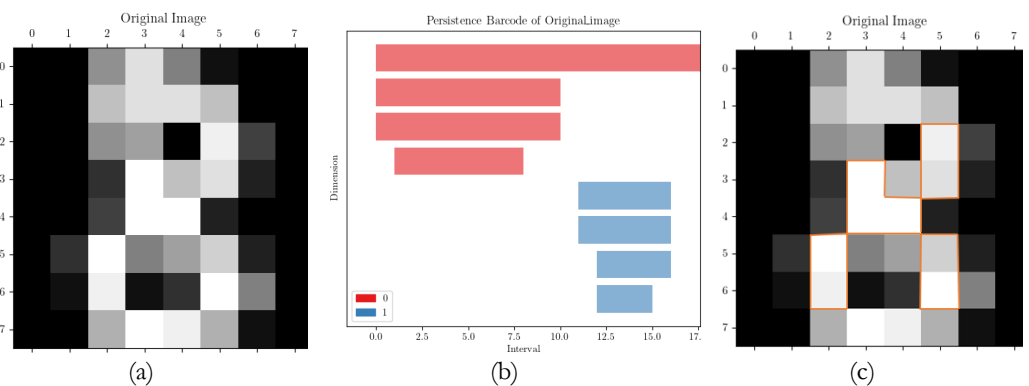 Original Image
0 1 2 3 4 5 6 7
0
1
2
3
4
5
6
7
(a)
Persistence Barcode of OriginaLimage
Dimension
0
1
0.0 2.5 5.0 7.5 10.0 12.5 15.0 17.
Interval
(b)
Original Image
0 1 2 3 4 5 6 7
0
1
2
3
4
5
6
7
(c)